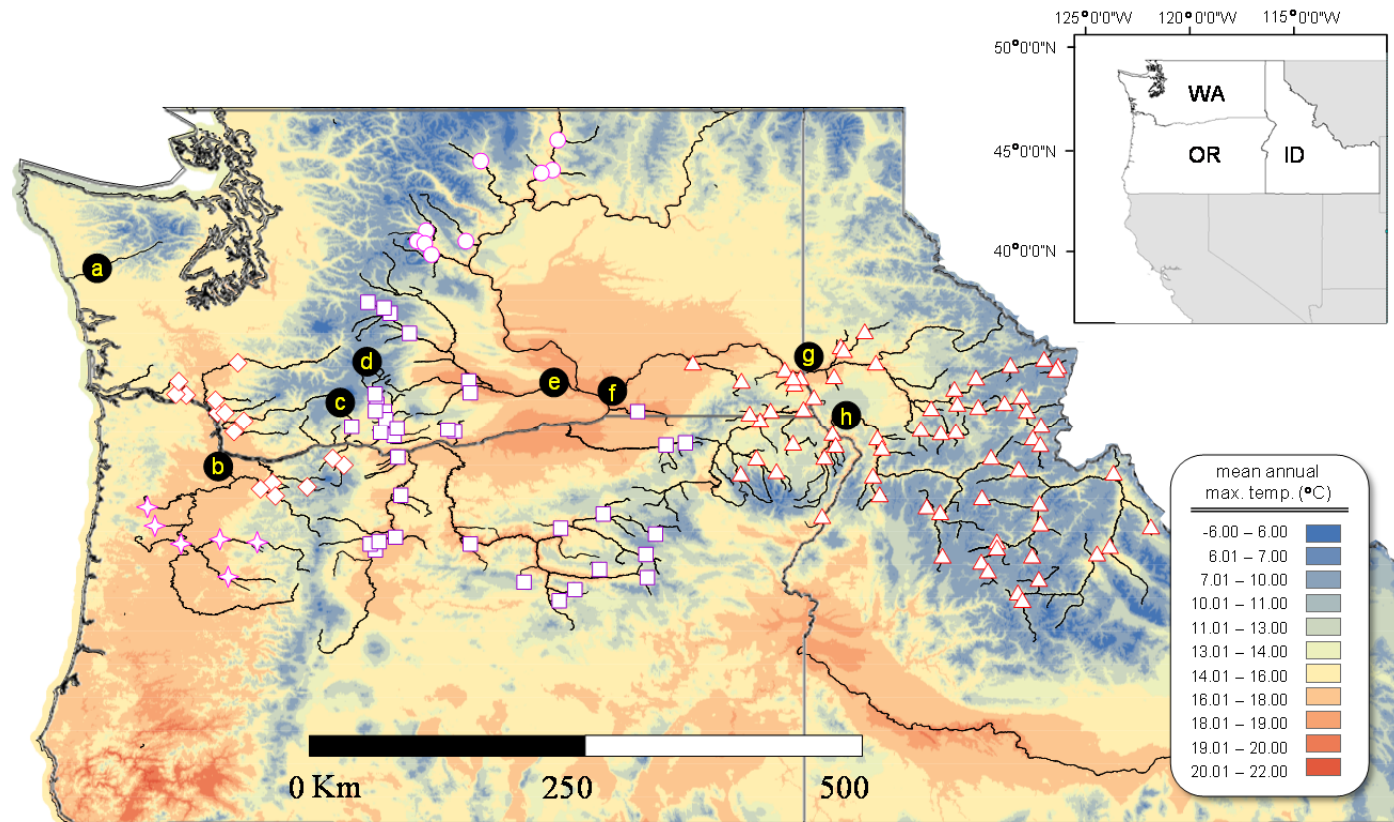 125°0'0"W 120°0'0"W 115°0'0"W
50°0'0"N
45°0'0"N
40°0'0"N
WA
OR ID
a
b
c
d
e
f
g
h
mean annual
max. temp. (°C)
-6.00 – 6.00
6.01 – 7.00
7.01 – 10.00
10.01 – 11.00
11.01 – 13.00
13.01 – 14.00
14.01 – 16.00
16.01 – 18.00
18.01 – 19.00
19.01 – 20.00
20.01 – 22.00
0 Km 250 500